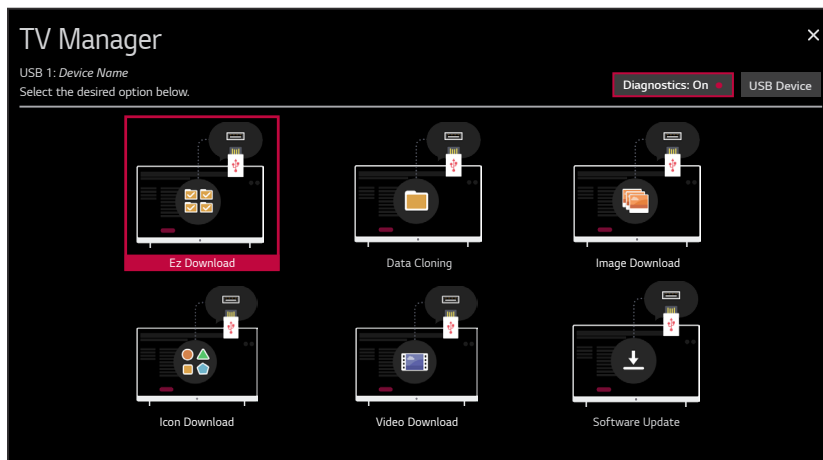 TV Manager
USB 1: Device Name
Select the desired option below.
Diagnostics: On
USB Device
Ez Download
Data Cloning
Image Download
Icon Download
Video Download
Software Update